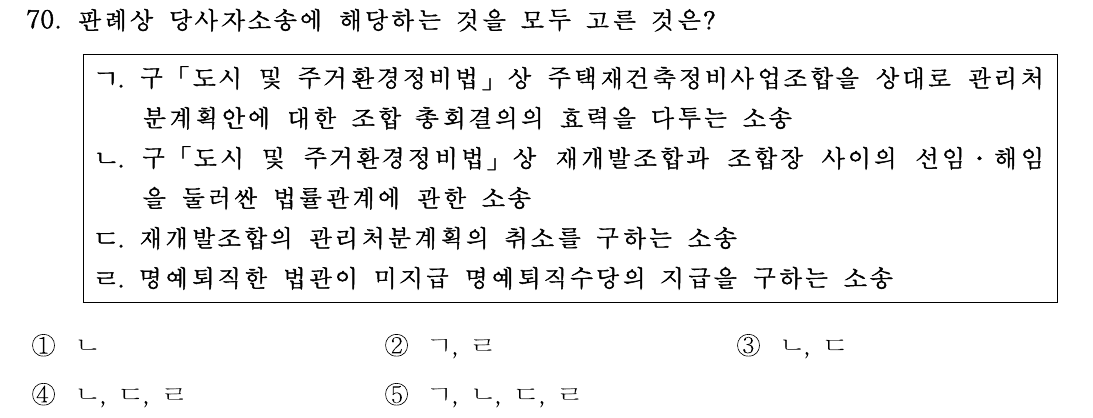 70. 판례상 당사자소송에 해당하는 것을 모두 고른 것은?
ㄱ. 구「도시 및 주거환경정비법」상 주택재건축정비사업조합을 상대로 관리처
분계획안에 대한 조합 총회결의의 효력을 다투는 소송
ㄴ. 구「도시 및 주거환경정비법」상 재개발조합과 조합장 사이의 선임·해임
을 둘러싼 법률관계에 관한 소송
ㄷ. 재개발조합의 관리처분계획의 취소를 구하는 소송
ㄹ. 명예퇴직한 법관이 미지급 명예퇴직수당의 지급을 구하는 소송
① ㄴ ② ㄱ, ㄹ ③ ㄴ, ㄷ
④ ㄴ, ㄷ, ㄹ ⑤ ㄱ, ㄴ, ㄷ, ㄹ